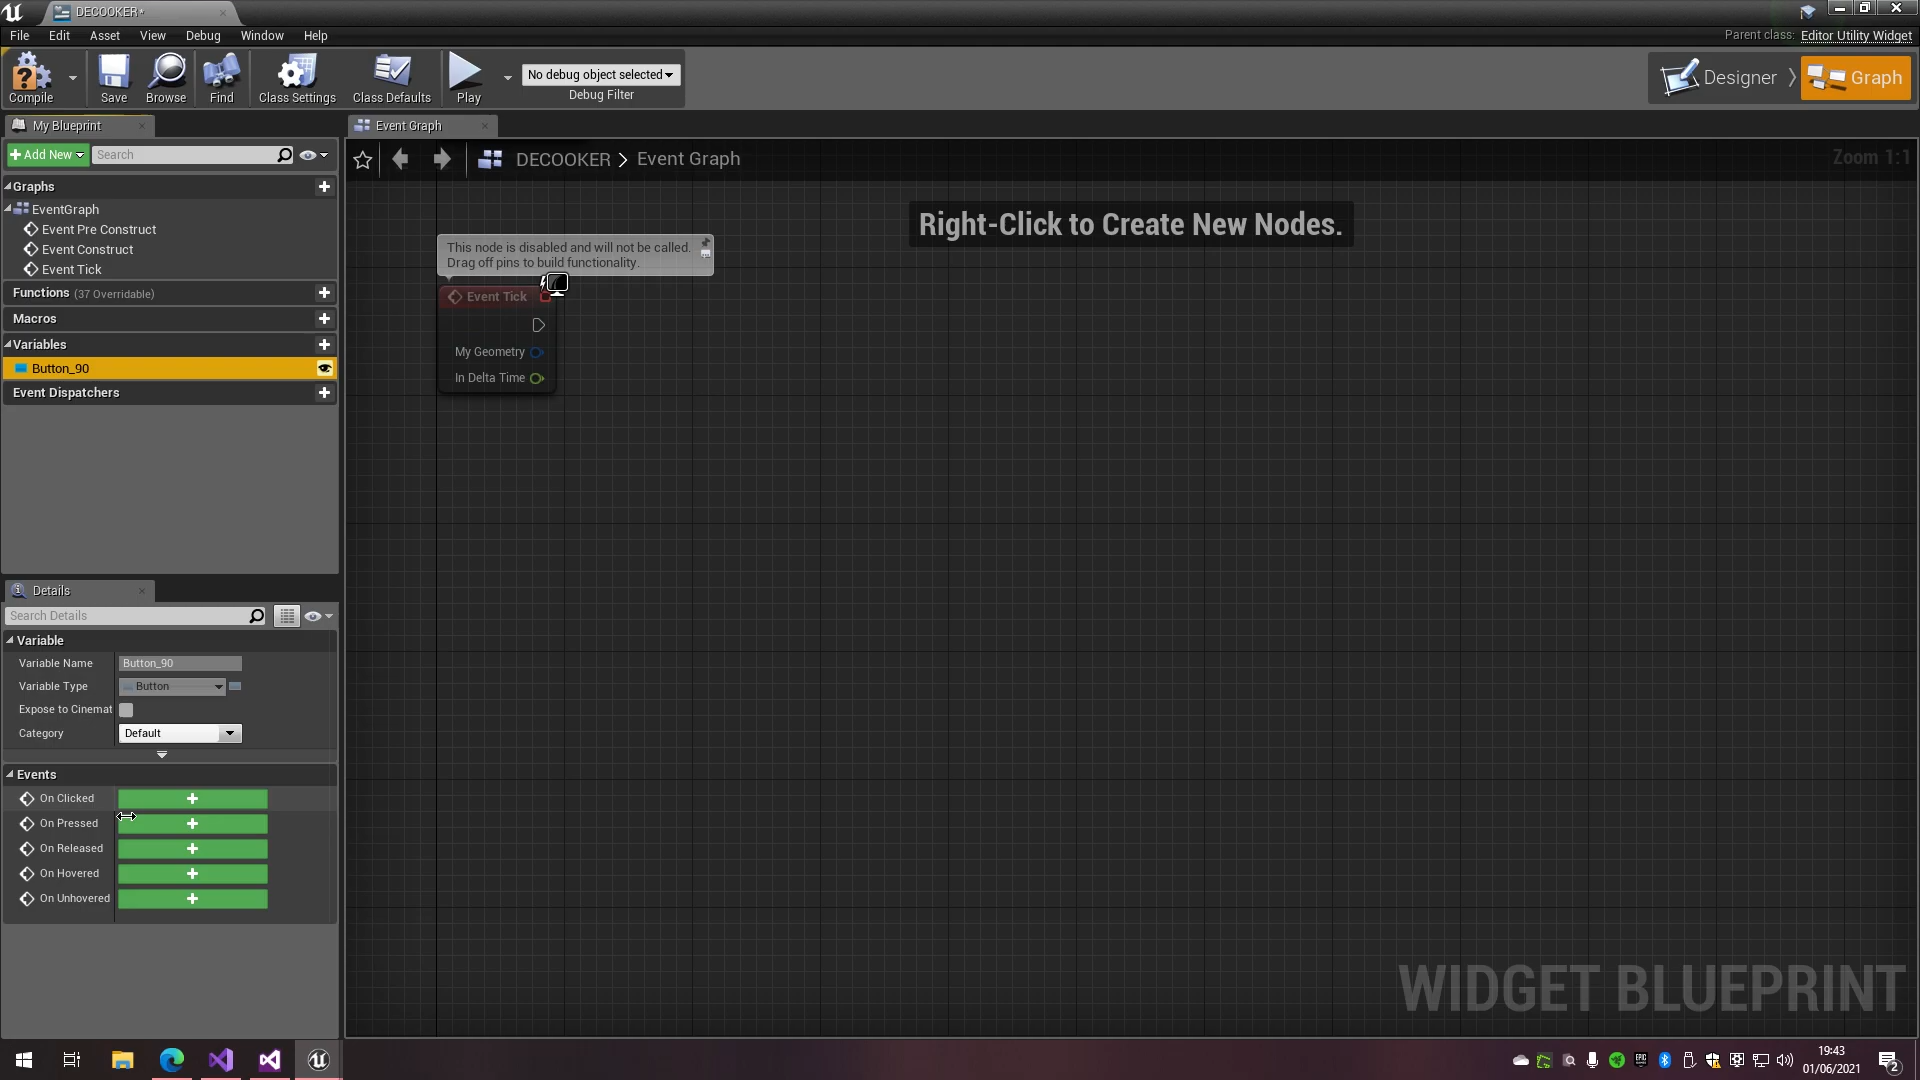 DECOOKER*
File Edit Asset View Debug Window Help
Parent class: Editor Utility Widget
Compile Save Browse Find Class Settings Class Defaults Play
No debug object selected
Debug Filter
Designer Graph
My Blueprint
Event Graph
Add New Search
DECOOKER > Event Graph
Zoom 1:1
Graphs
EventGraph
Event Pre Construct
Event Construct
Event Tick
Functions (37 Overridable)
Macros
Variables
Button_90
Event Dispatchers
Right-Click to Create New Nodes.
This node is disabled and will not be called.
Drag off pins to build functionality.
Event Tick
My Geometry
In Delta Time
Details
Search Details
Variable
Variable Name Button_90
Variable Type Button
Expose to Cinemat
Category Default
Events
On Clicked
On Pressed
On Released
On Hovered
On Unhovered
WIDGET BLUEPRINT
19:43
01/06/2021
2